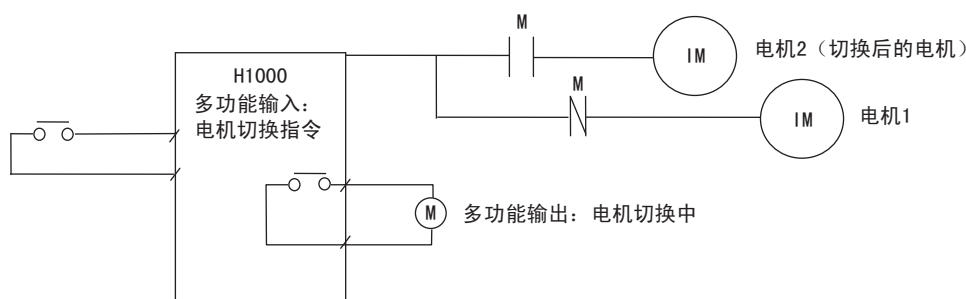 M
IM
电机2（切换后的电机）
H1000
多功能输入：
电机切换指令
M
IM
电机1
M
多功能输出：电机切换中